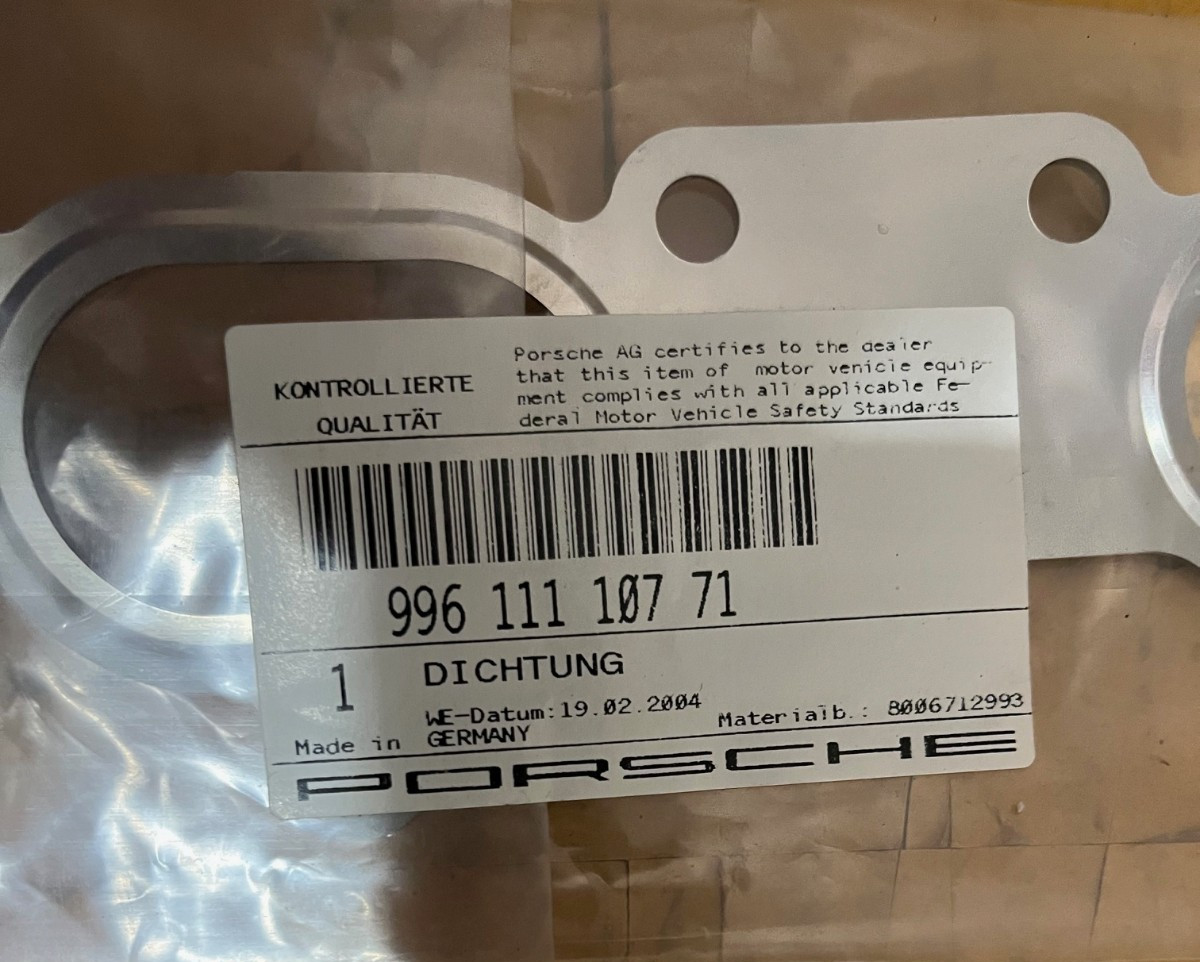 KONTROLLIERTE
QUALITÄT
Porsche AG certifies to the dealer
that this item of motor vehicle equip-
ment complies with all applicable Fe-
deral Motor Vehicle Safety Standards
996 111 107 71
1
DICHTUNG
WE-Datum:19.02.2004
Materialb.: 8006712993
Made in GERMANY
PORSCHE